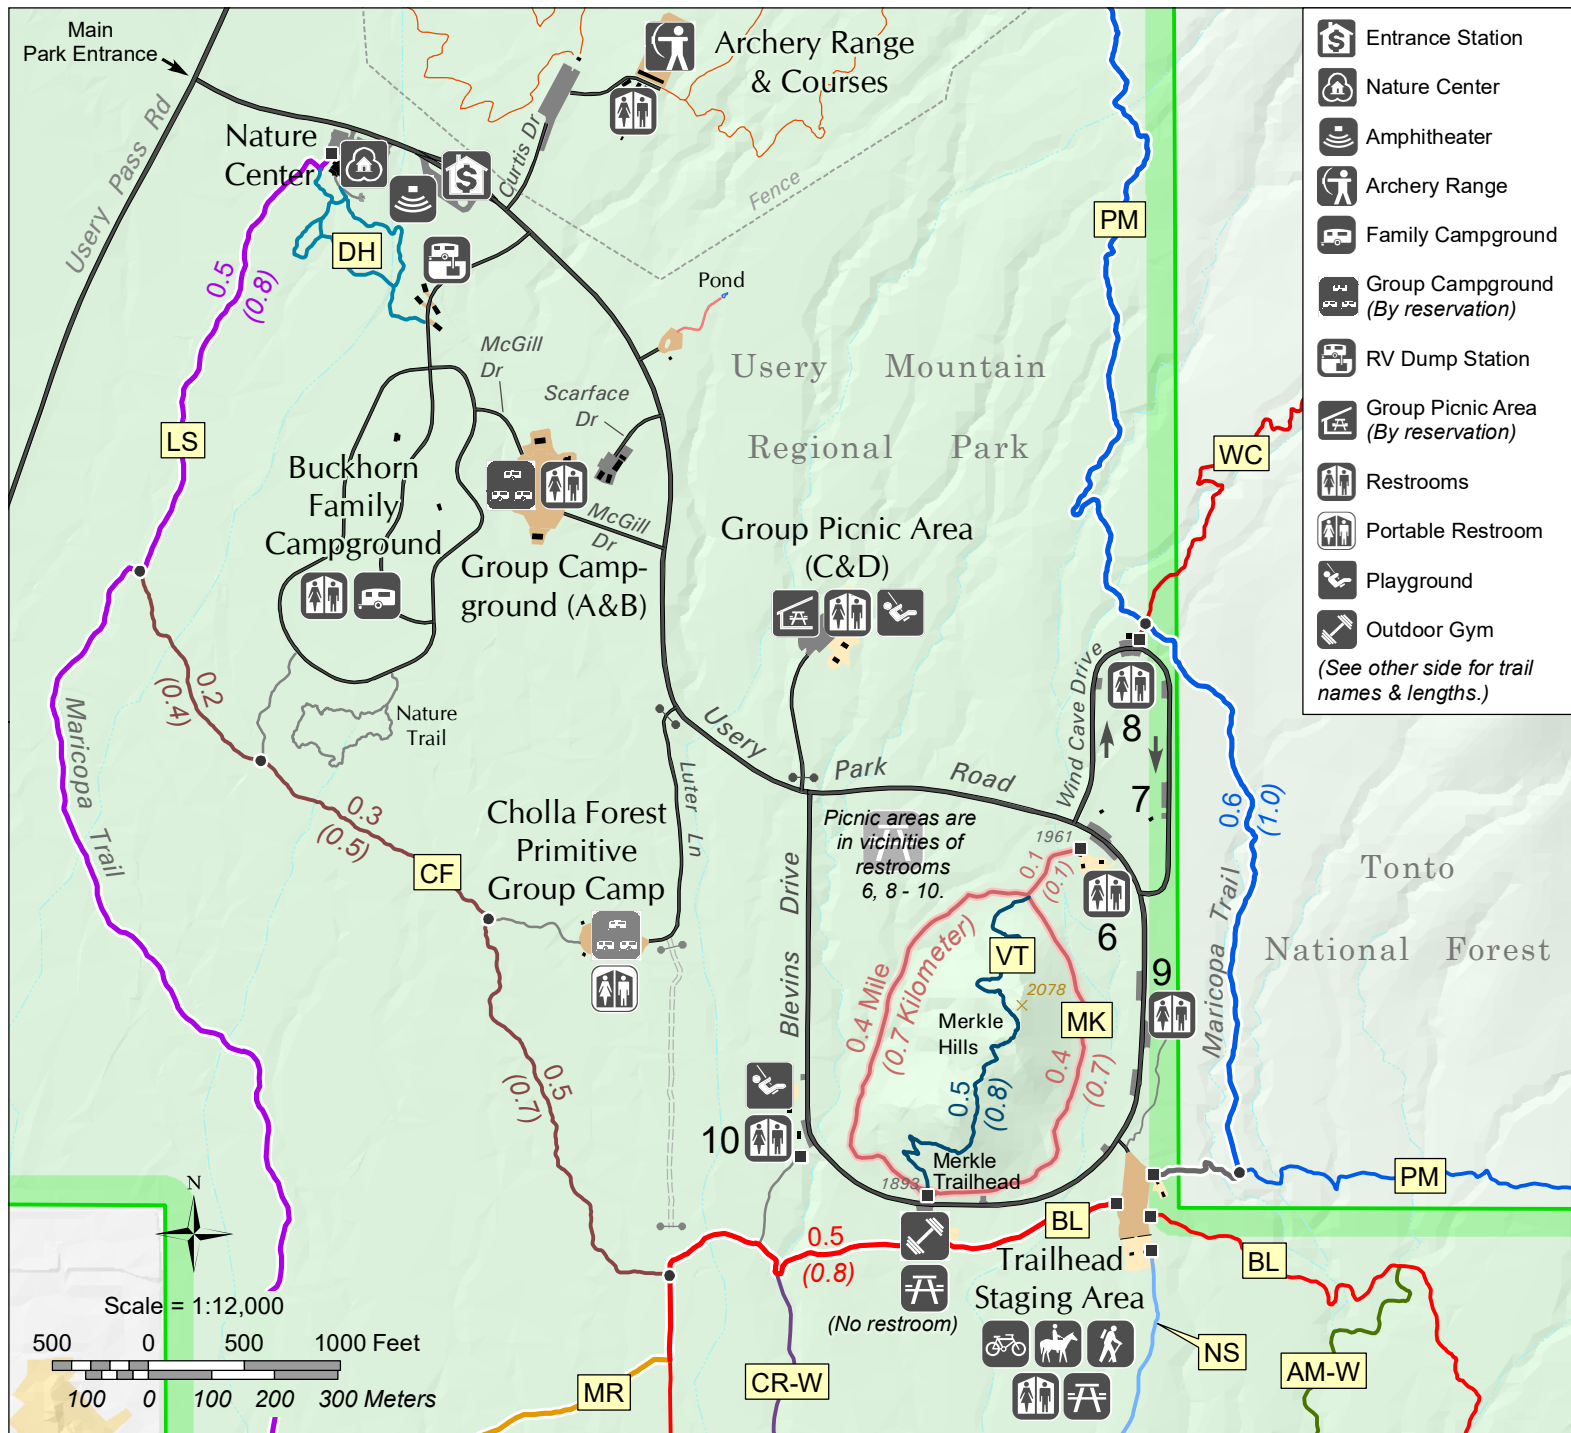 Main
Park Entrance
Usery Pass Rd
Nature
Center
Archery Range
& Courses
Curtis Dr
Fence
Pond
DH
PM
0.5
(0.8)
LS
McGill
Dr
Scarface
Dr
Usery Mountain
Regional Park
WC
Buckhorn
Family
Campground
McGill
Dr
Group Camp-
ground (A&B)
Group Picnic Area
(C&D)
Entrance Station
Nature Center
Amphitheater
Archery Range
Family Campground
Group Campground
(By reservation)
RV Dump Station
Group Picnic Area
(By reservation)
Restrooms
Portable Restroom
Playground
Outdoor Gym
(See other side for trail
names & lengths.)
0.2
(0.4)
Maricopa Trail
Nature
Trail
0.3
(0.5)
CF
Luter Ln
Usery Park Road
Wind Cave Drive
8
7
0.6
(1.0)
Cholla Forest
Primitive
Group Camp
Picnic areas are
in vicinities of
restrooms
6, 8 - 10.
1961
0.1
(0.1)
6
Tonto
National Forest
Maricopa Trail
Blevins Drive
0.4 Mile
(0.7 Kilometer)
VT
2078
MK
9
Merkle
Hills
0.4
(0.7)
0.5
(0.8)
0.5
(0.7)
10
Merkle
Trailhead
1893
PM
BL
0.5
(0.8)
BL
Trailhead
Staging Area
(No restroom)
N
Scale = 1:12,000
500 0 500 1000 Feet
100 0 100 200 300 Meters
MR
CR-W
NS
AM-W